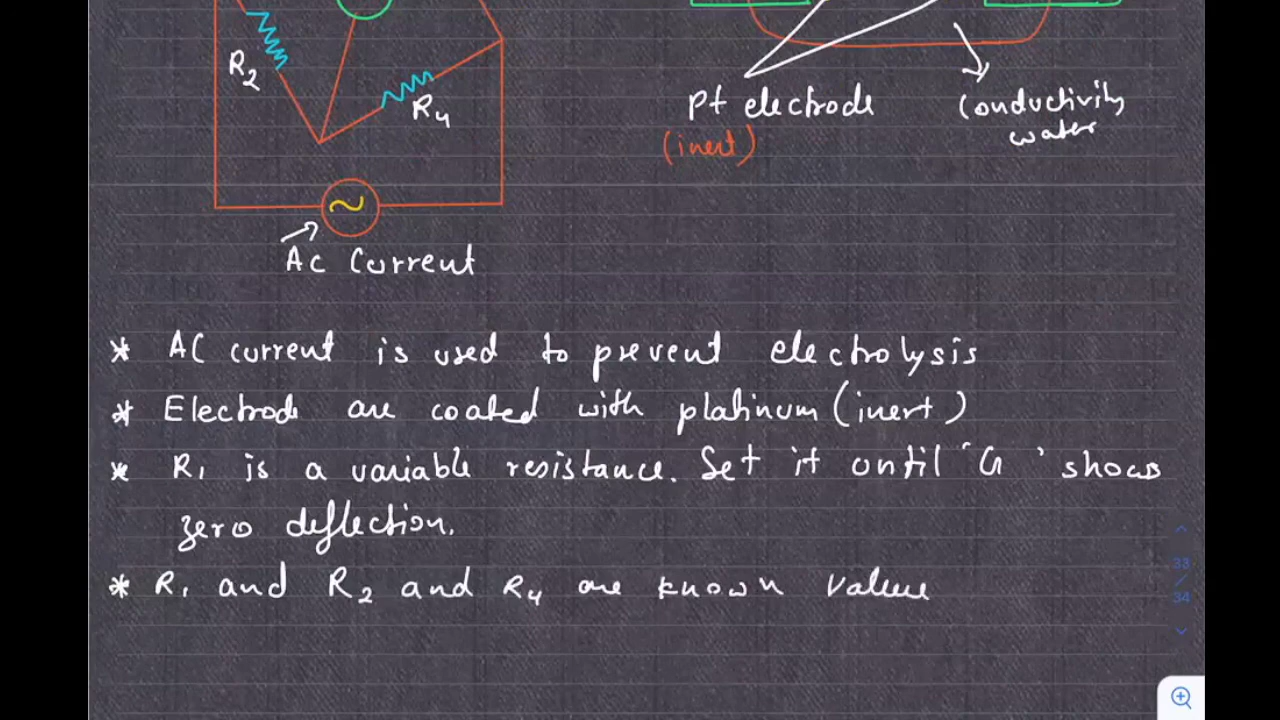 R2
R4
Pt electrode
(inert)
Conductivity
water
~
Ac Current
* AC current is used to prevent electrolysis
* Electrode are coated with platinum (inert)
* R1 is a variable resistance. Set it until 'G' shows
zero deflection.
* R1 and R2 and R4 are known value
33
/
34